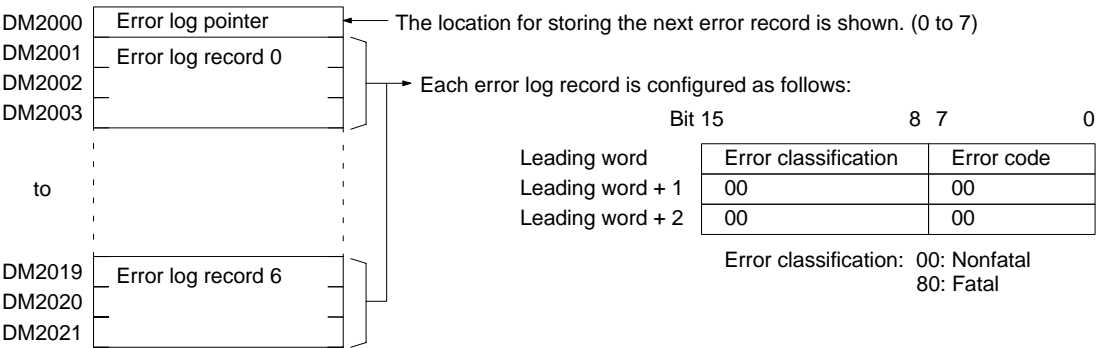 DM2000 Error log pointer The location for storing the next error record is shown. (0 to 7)
DM2001 Error log record 0
DM2002 Each error log record is configured as follows:
DM2003
Bit 15 8 7 0
Leading word Error classification Error code
to Leading word + 1 00 00
Leading word + 2 00 00
Error classification: 00: Nonfatal
80: Fatal
DM2019 Error log record 6
DM2020
DM2021